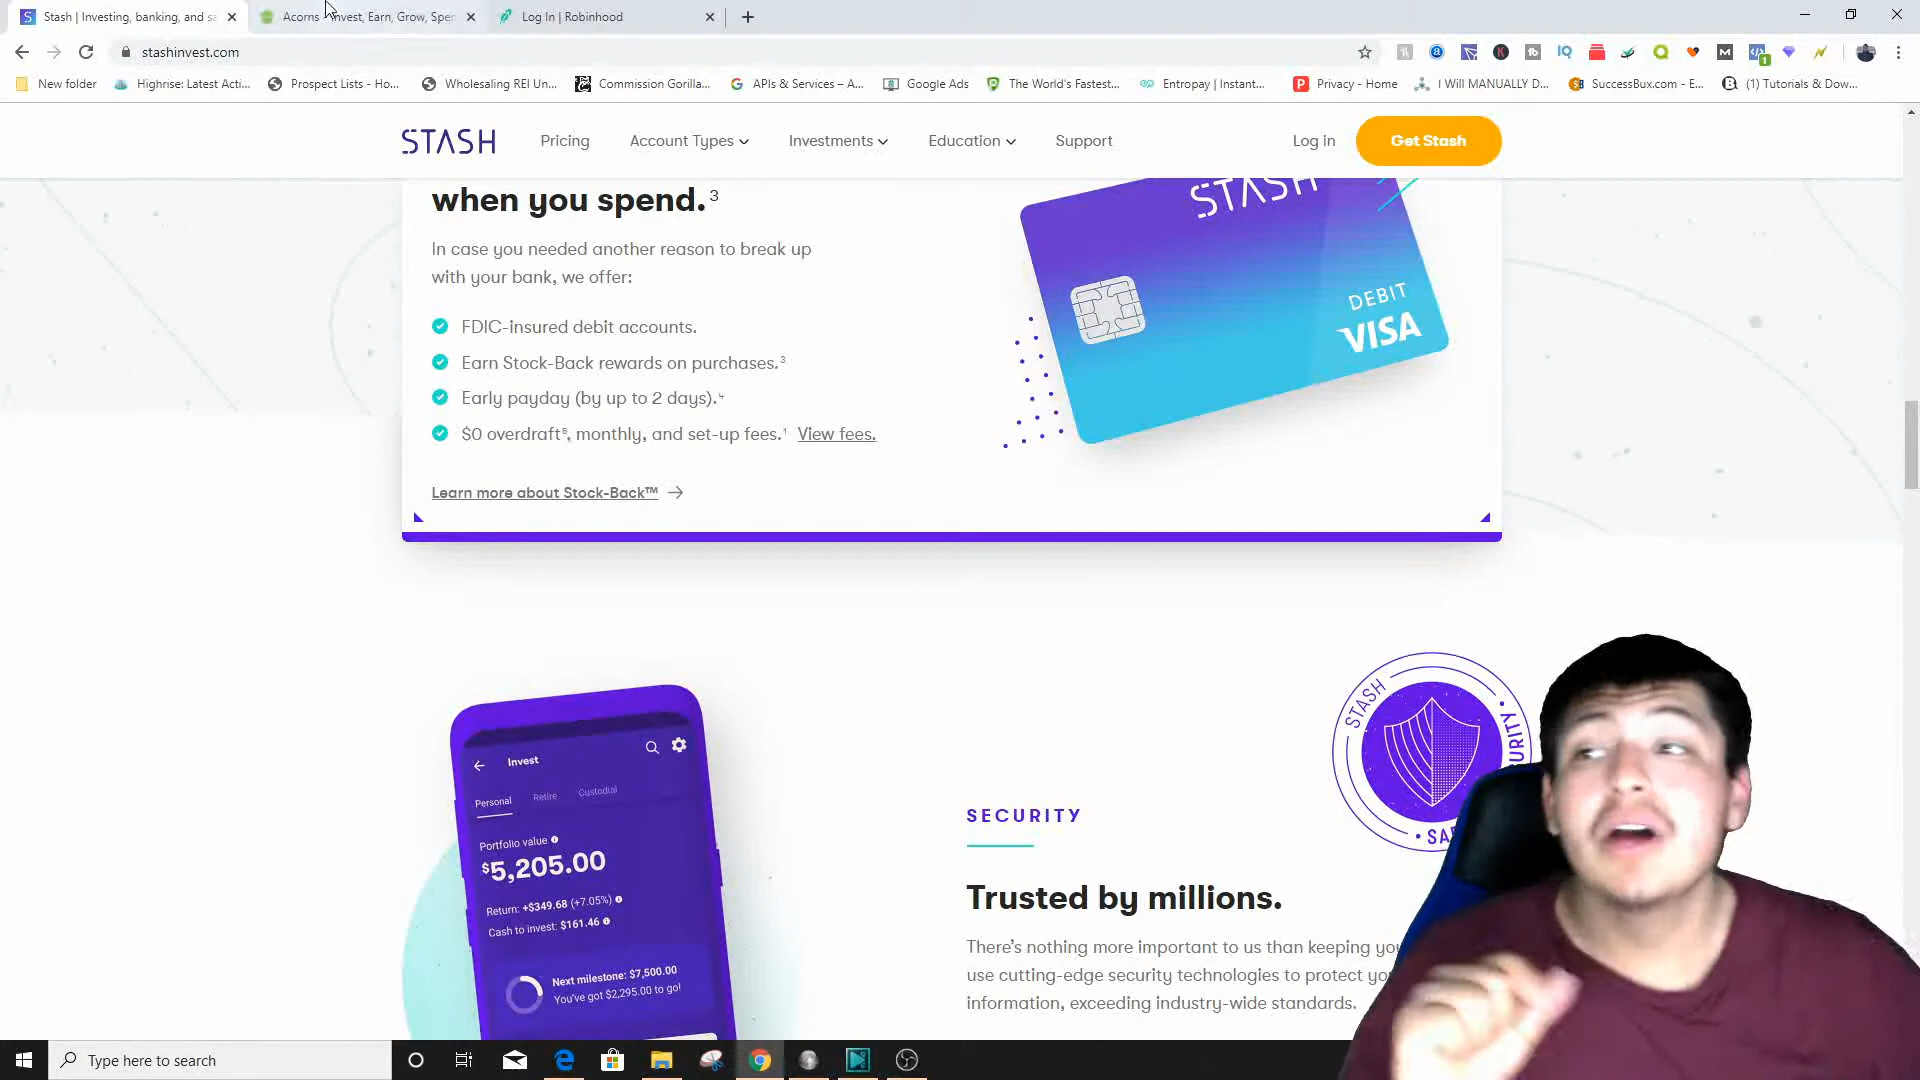 Stash | Investing, banking, and sa
Acorns - Invest, Earn, Grow, Spen
Log In | Robinhood
stashinvest.com
New folder
Highrise: Latest Acti...
Prospect Lists - Ho...
Wholesaling REI Un...
Commission Gorilla...
APIs & Services – A...
Google Ads
The World's Fastest...
Entropay | Instant...
Privacy - Home
I Will MANUALLY D...
SuccessBux.com - E...
(1) Tutorials & Dow...
STASH
Pricing
Account Types
Investments
Education
Support
Log in
Get Stash
when you spend.3
In case you needed another reason to break up
with your bank, we offer:
FDIC-insured debit accounts.
Earn Stock-Back rewards on purchases.3
Early payday (by up to 2 days).4
$0 overdraft5, monthly, and set-up fees.1 View fees.
Learn more about Stock-Back™
STASH
DEBIT
VISA
Invest
Personal
Retire
Custodial
Portfolio value
$5,205.00
Return: +$349.68 (+7.05%)
Cash to invest: $161.46
Next milestone: $7,500.00
You've got $2,295.00 to go!
STASH
SECURITY
Trusted by millions.
There's nothing more important to us than keeping
use cutting-edge security technologies to protect
information, exceeding industry-wide standards.
Type here to search